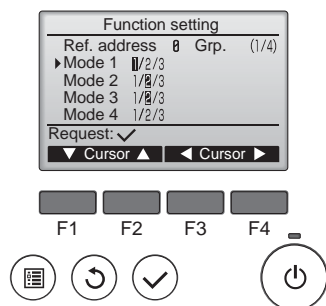 Function setting
Ref. address 0 Grp. (1/4)
Mode 1 1/2/3
Mode 2 1/2/3
Mode 3 1/2/3
Mode 4 1/2/3
Request:✓
▼ Cursor ▲ ◀ Cursor ▶
F1 F2 F3 F4